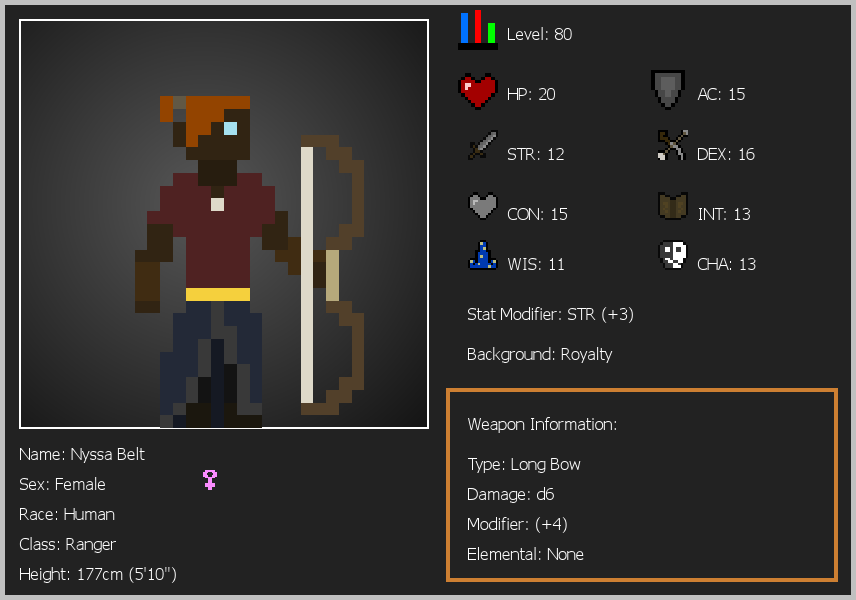 Level: 80
HP: 20
AC: 15
STR: 12
DEX: 16
CON: 15
INT: 13
WIS: 11
CHA: 13
Stat Modifier: STR (+3)
Background: Royalty
Weapon Information:
Type: Long Bow
Damage: d6
Modifier: (+4)
Elemental: None
Name: Nyssa Belt
Sex: Female
Race: Human
Class: Ranger
Height: 177cm (5'10")